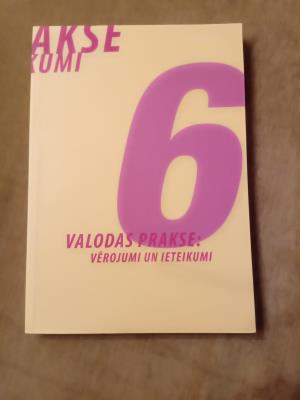 AKSE
KUMI
6
VALODAS PRAKSE:
VĒROJUMI UN IETEIKUMI